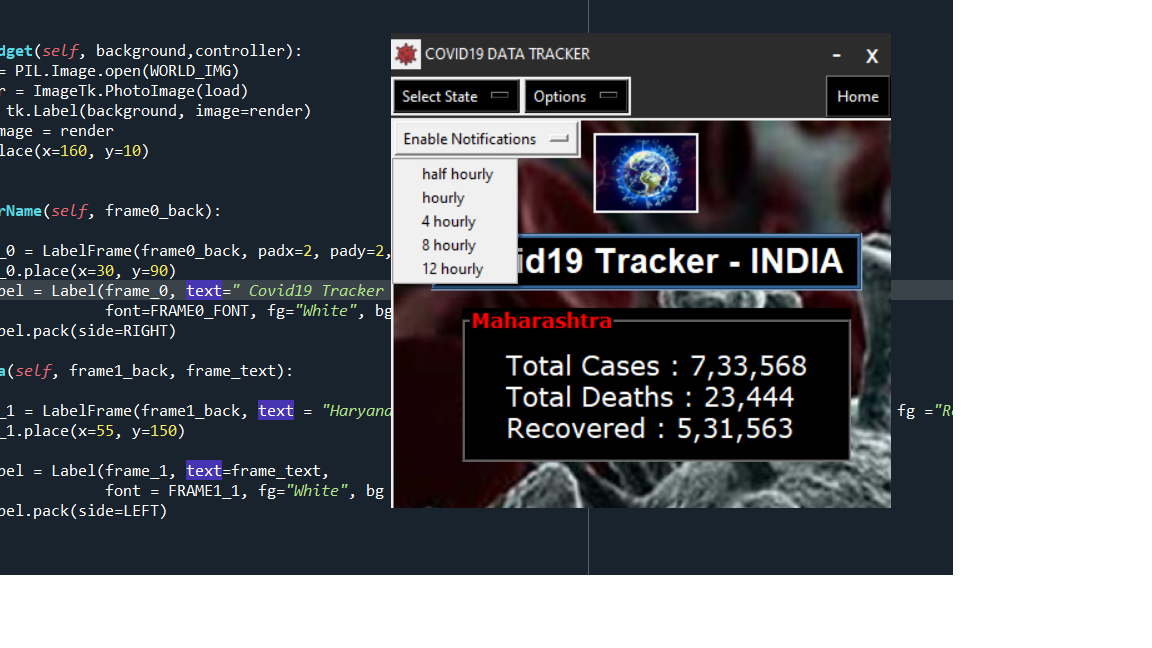 dget(self, background,controller):
= PIL.Image.open(WORLD_IMG)
r = ImageTk.PhotoImage(load)
tk.Label(background, image=render)
mage = render
lace(x=160, y=10)
rName(self, frame0_back):
_0 = LabelFrame(frame0_back, padx=2, pady=2,
_0.place(x=30, y=90)
bel = Label(frame_0, text=" Covid19 Tracker
font=FRAME0_FONT, fg="White", bg
bel.pack(side=RIGHT)
a(self, frame1_back, frame_text):
_1 = LabelFrame(frame1_back, text = "Haryana
fg ="Re
_1.place(x=55, y=150)
bel = Label(frame_1, text=frame_text,
font = FRAME1_1, fg="White", bg
bel.pack(side=LEFT)
COVID19 DATA TRACKER
- X
Select State
Options
Home
Enable Notifications
half hourly
hourly
4 hourly
8 hourly
12 hourly
id19 Tracker - INDIA
Maharashtra
Total Cases : 7,33,568
Total Deaths : 23,444
Recovered : 5,31,563